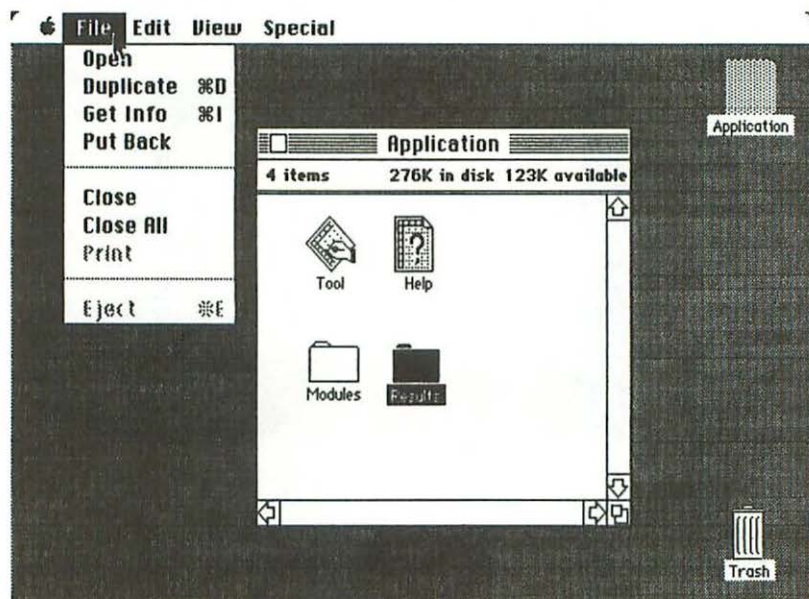 File Edit View Special
Open
Duplicate ⌘D
Get Info ⌘I
Put Back
Close
Close All
Print
Eject ⌘E
Application
Application
4 items 276K in disk 123K available
Tool Help
Modules Results
Trash